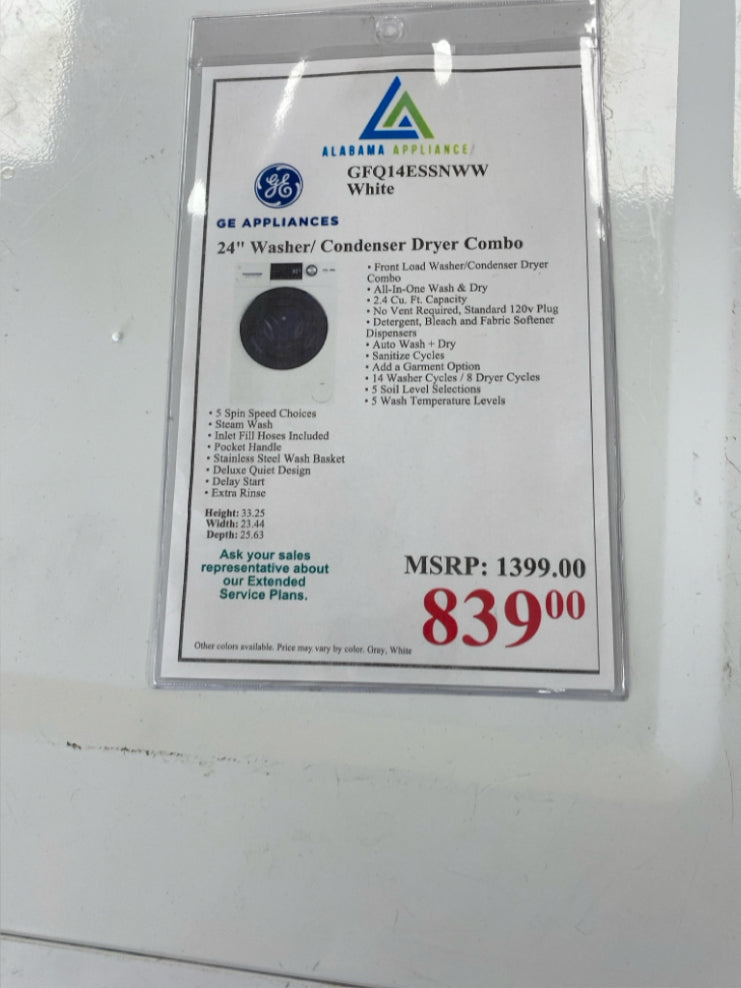 ALABAMA APPLIANCE
GFQ14ESSNWW
White
GE APPLIANCES
24" Washer/ Condenser Dryer Combo
• Front Load Washer/Condenser Dryer
Combo
• All-In-One Wash & Dry
• 2.4 Cu. Ft. Capacity
• No Vent Required, Standard 120v Plug
• Detergent, Bleach and Fabric Softener
Dispensers
• Auto Wash + Dry
• Sanitize Cycles
• Add a Garment Option
• 14 Washer Cycles / 8 Dryer Cycles
• 5 Soil Level Selections
• 5 Wash Temperature Levels
• 5 Spin Speed Choices
• Steam Wash
• Inlet Fill Hoses Included
• Pocket Handle
• Stainless Steel Wash Basket
• Deluxe Quiet Design
• Delay Start
• Extra Rinse
Height: 33.25
Width: 23.44
Depth: 25.63
Ask your sales
representative about
our Extended
Service Plans.
MSRP: 1399.00
839 00
Other colors available. Price may vary by color. Gray, White